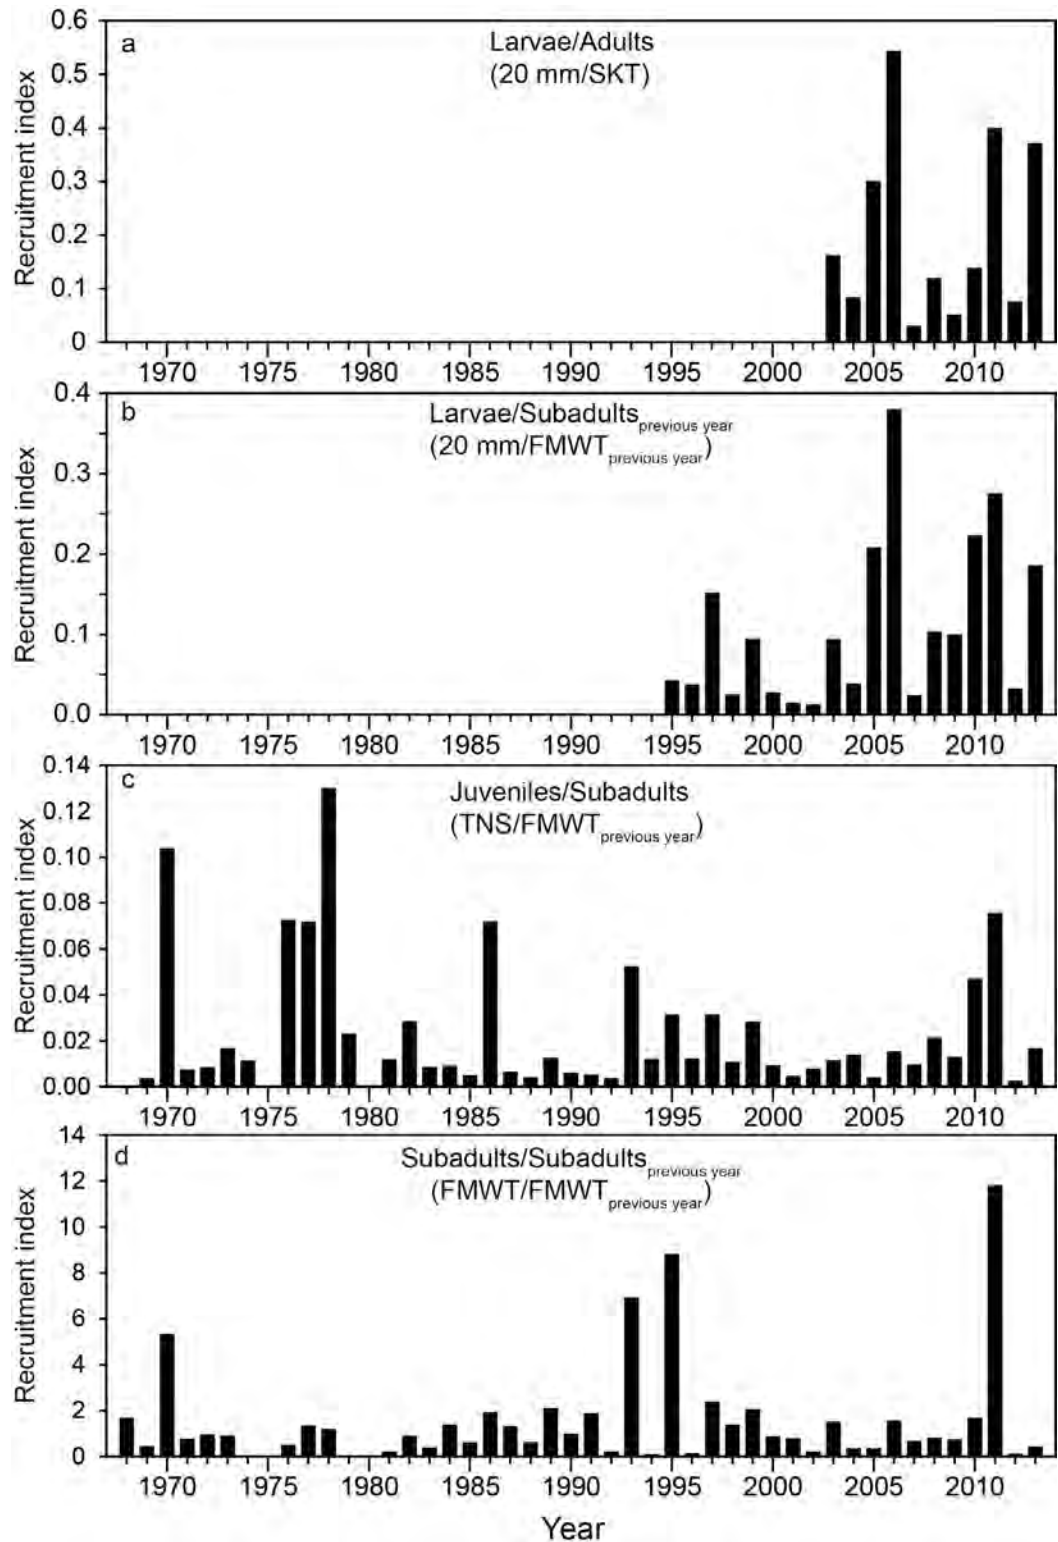 a
Larvae/Adults
(20 mm/SKT)
Recruitment index
0.6
0.5
0.4
0.3
0.2
0.1
0
1970 1975 1980 1985 1990 1995 2000 2005 2010
b
Larvae/Subadults previous year
(20 mm/FMWT previous year)
Recruitment index
0.4
0.3
0.2
0.1
0.0
1970 1975 1980 1985 1990 1995 2000 2005 2010
c
Juveniles/Subadults
(TNS/FMWT previous year)
Recruitment index
0.14
0.12
0.10
0.08
0.06
0.04
0.02
0.00
1970 1975 1980 1985 1990 1995 2000 2005 2010
d
Subadults/Subadults previous year
(FMWT/FMWT previous year)
Recruitment index
14
12
10
8
6
4
2
0
1970 1975 1980 1985 1990 1995 2000 2005 2010
Year